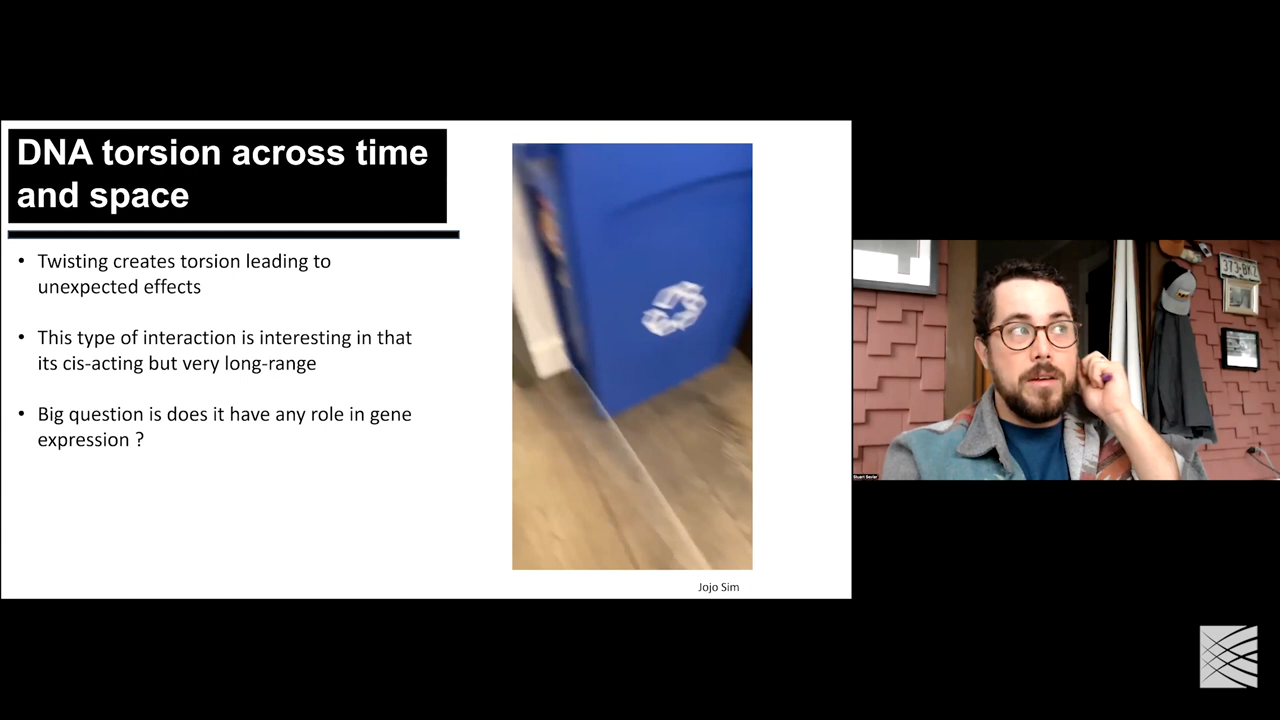 DNA torsion across time
and space
• Twisting creates torsion leading to
unexpected effects
• This type of interaction is interesting in that
its cis-acting but very long-range
• Big question is does it have any role in gene
expression ?
Jojo Sim
373-BKZ